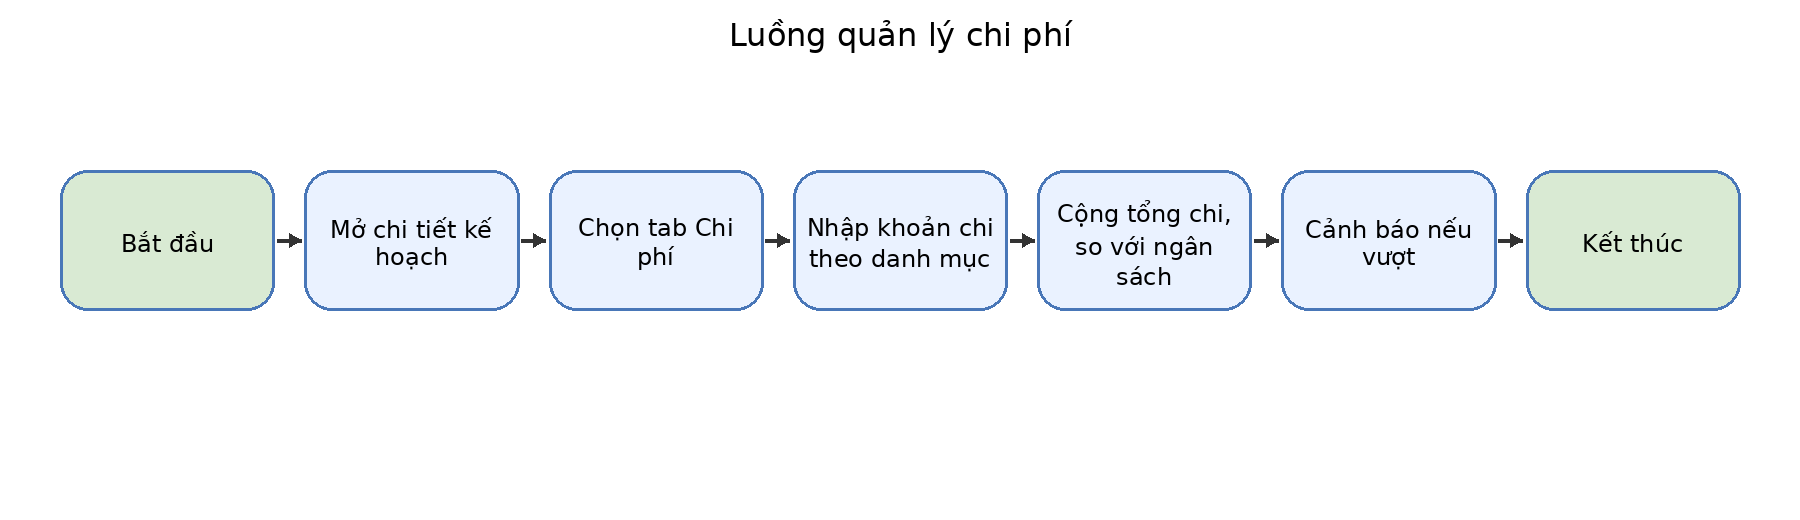 Luồng quản lý chi phí
Bắt đầu
Mở chi tiết kế
hoạch
Chọn tab Chi
phí
Nhập khoản chi
theo danh mục
Cộng tổng chi,
so với ngân
sách
Cảnh báo nếu
vượt
Kết thúc